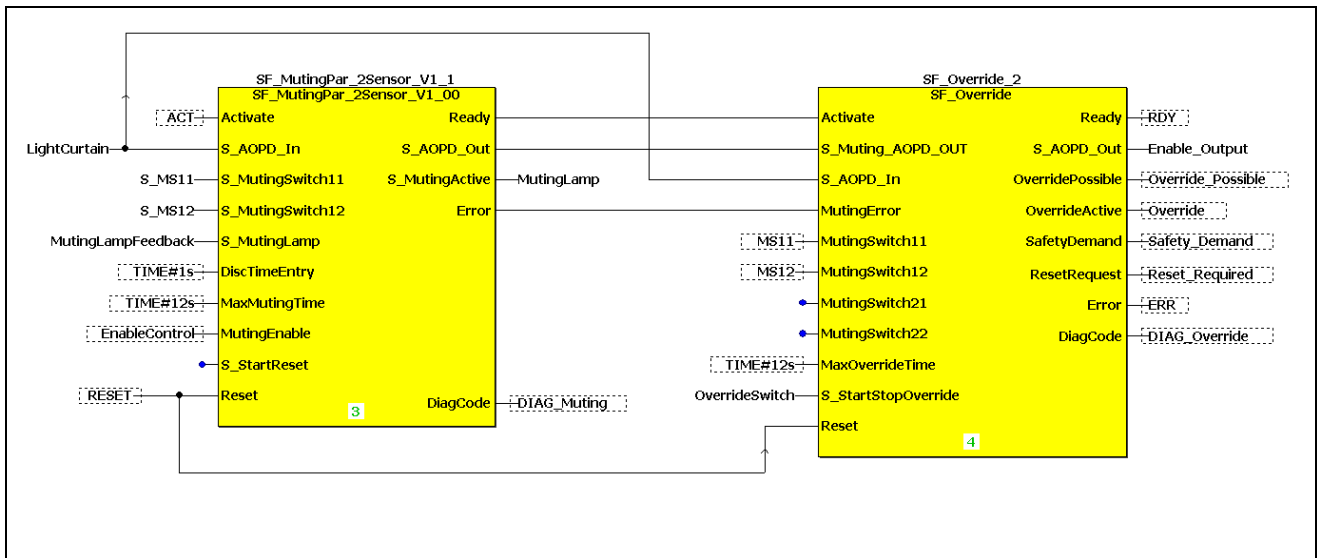 SF_MutingPar_2Sensor_V1_1
SF_MutingPar_2Sensor_V1_00
ACT
Activate
Ready
LightCurtain
S_AOPD_In
S_AOPD_Out
S_MS11
S_MutingSwitch11
S_MutingActive
MutingLamp
S_MS12
S_MutingSwitch12
Error
MutingLampFeedback
S_MutingLamp
TIME#1s
DiscTimeEntry
TIME#12s
MaxMutingTime
EnableControl
MutingEnable
S_StartReset
RESET
Reset
3
DiagCode
DIAG_Muting
SF_Override_2
SF_Override
Activate
Ready
RDY
S_Muting_AOPD_OUT
S_AOPD_Out
Enable_Output
S_AOPD_In
OverridePossible
Override_Possible
MutingError
OverrideActive
Override
MS11
MutingSwitch11
SafetyDemand
Safety_Demand
MS12
MutingSwitch12
ResetRequest
Reset_Required
MutingSwitch21
Error
ERR
MutingSwitch22
DiagCode
DIAG_Override
TIME#12s
MaxOverrideTime
OverrideSwitch
S_StartStopOverride
Reset
4